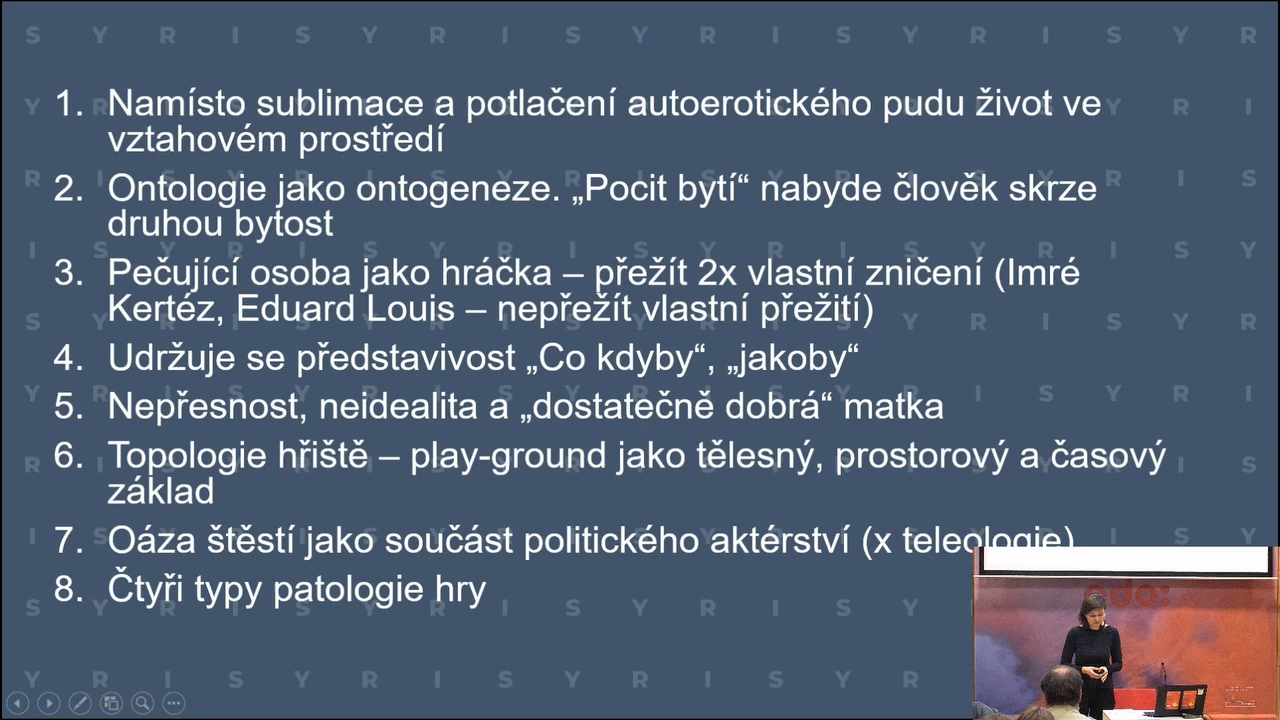 S Y R I S Y R I S Y R I S Y R I S Y R
1. Namísto sublimace a potlačení autoerotického pudu život ve
vztahovém prostředí
2. Ontologie jako ontogeneze. „Pocit bytí“ nabyde člověk skrze
druhou bytost
3. Pečující osoba jako hráčka – přežít 2x vlastní zničení (Imré
Kertéz, Eduard Louis – nepřežít vlastní přežití)
4. Udržuje se představivost „Co kdyby“, „jakoby“
5. Nepřesnost, neidealita a „dostatečně dobrá“ matka
6. Topologie hřiště – play-ground jako tělesný, prostorový a časový
základ
7. Oáza štěstí jako součást politického aktérství (x teleologie)
8. Čtyři typy patologie hry
Y R I S Y R I S Y R I S Y R